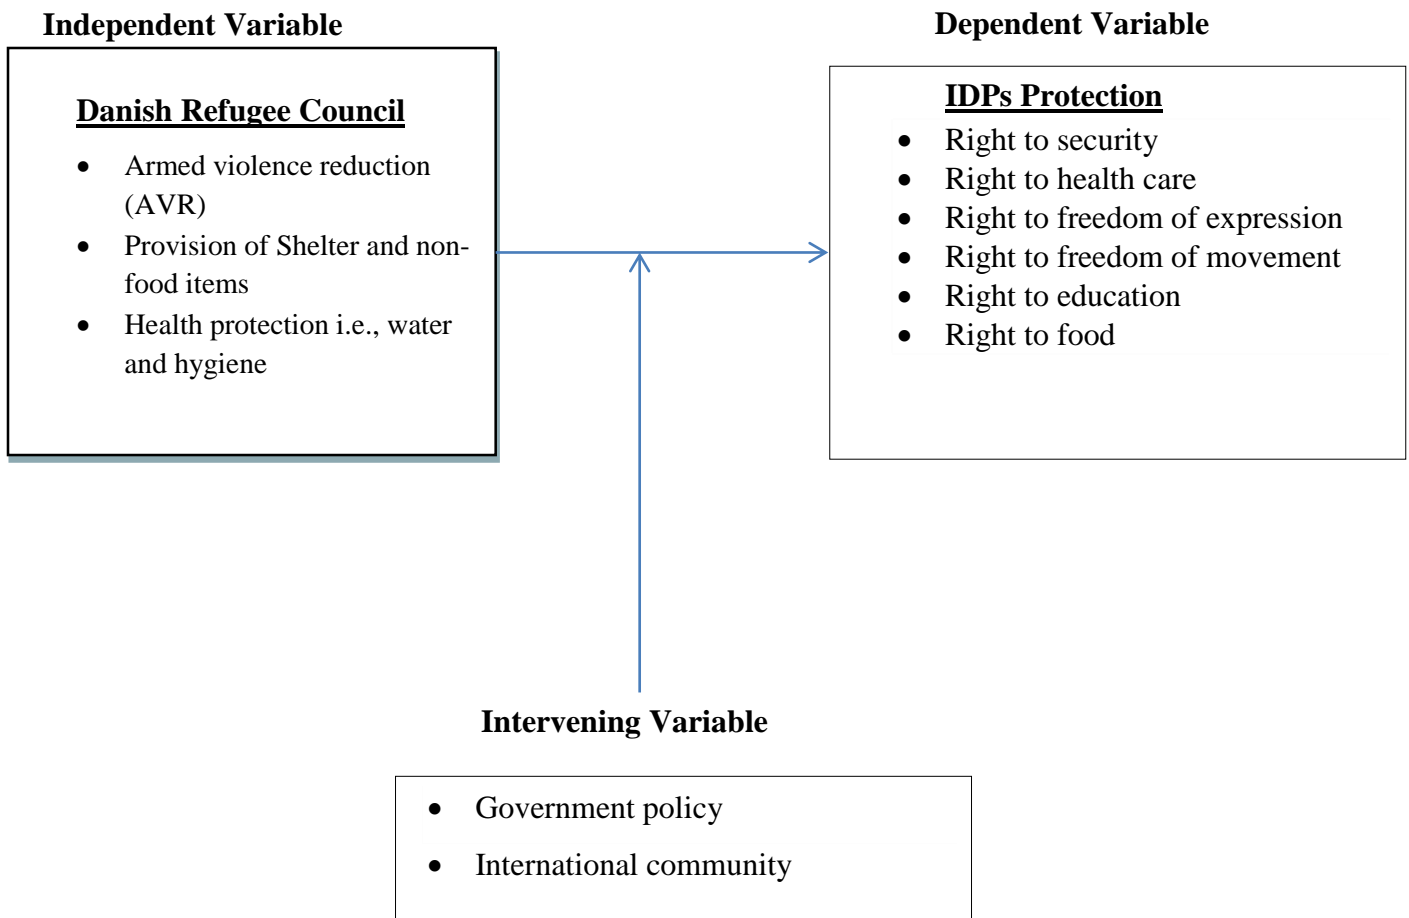 Independent Variable
Danish Refugee Council
• Armed violence reduction
(AVR)
• Provision of Shelter and non-
food items
• Health protection i.e., water
and hygiene
Dependent Variable
IDPs Protection
• Right to security
• Right to health care
• Right to freedom of expression
• Right to freedom of movement
• Right to education
• Right to food
Intervening Variable
• Government policy
• International community